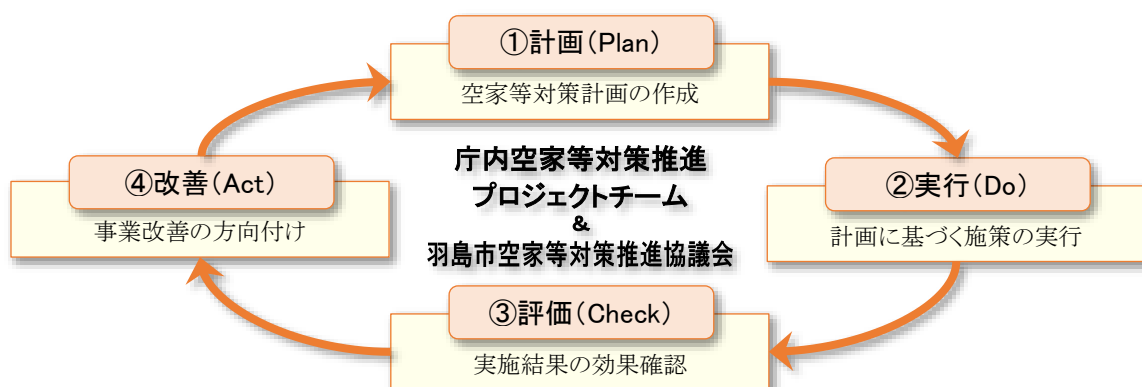 ①計画(Plan)
空家等対策計画の作成
庁内空家等対策推進
プロジェクトチーム
&
羽島市空家等対策推進協議会
②実行(Do)
計画に基づく施策の実行
③評価(Check)
実施結果の効果確認
④改善(Act)
事業改善の方向付け